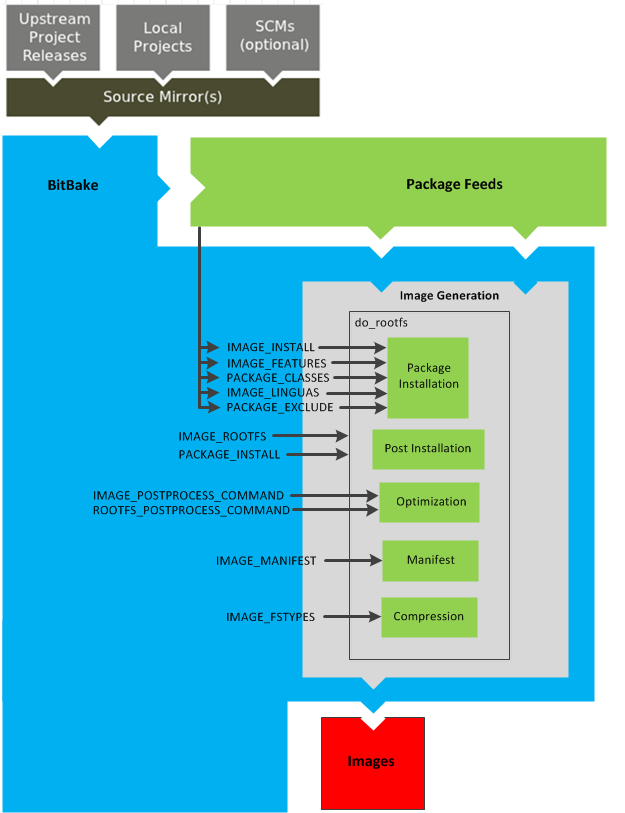 Upstream
Project
Releases
Local
Projects
SCMs
(optional)
Source Mirror(s)
BitBake
Package Feeds
Image Generation
do_rootfs
IMAGE_INSTALL
IMAGE_FEATURES
PACKAGE_CLASSES
IMAGE_LINGUAS
PACKAGE_EXCLUDE
Package
Installation
IMAGE_ROOTFS
PACKAGE_INSTALL
Post Installation
IMAGE_POSTPROCESS_COMMAND
ROOTFS_POSTPROCESS_COMMAND
Optimization
IMAGE_MANIFEST
Manifest
IMAGE_FSTYPES
Compression
Images